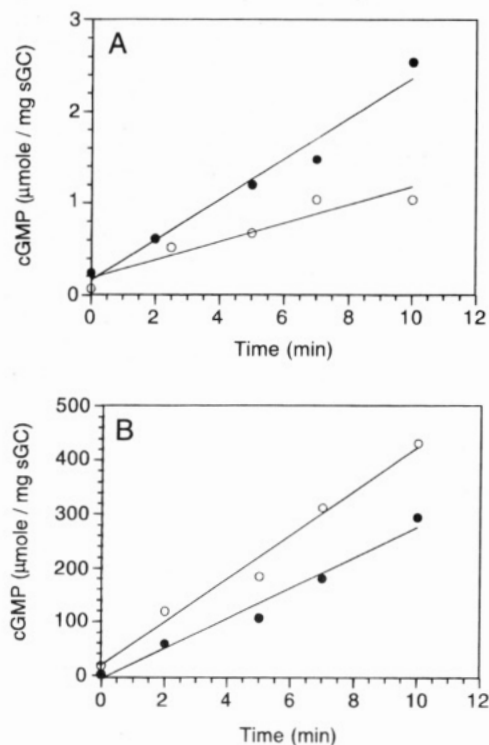 A
3
2
1
0
cGMP (μmole / mg sGC)
0 2 4 6 8 10 12
Time (min)
B
500
400
300
200
100
0
cGMP (μmole / mg sGC)
0 2 4 6 8 10 12
Time (min)